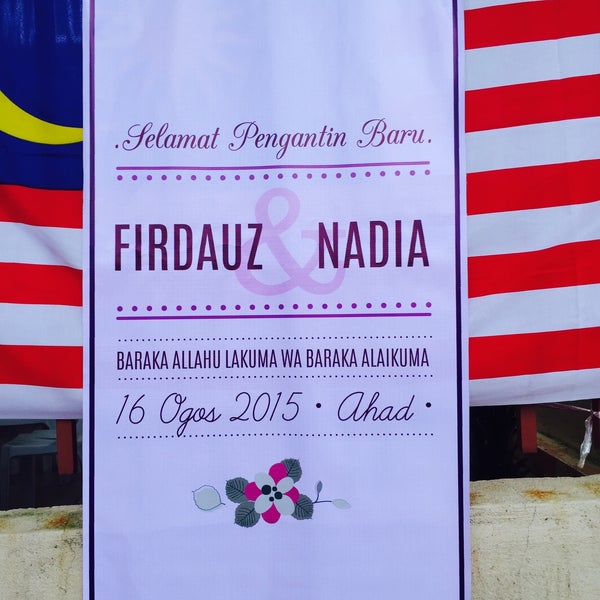 .Selamat Pengantin Baru.
FIRDAUZ & NADIA
BARAKA ALLAHU LAKUMA WA BARAKA ALAIKUMA
16 Ogos 2015 • Ahad •